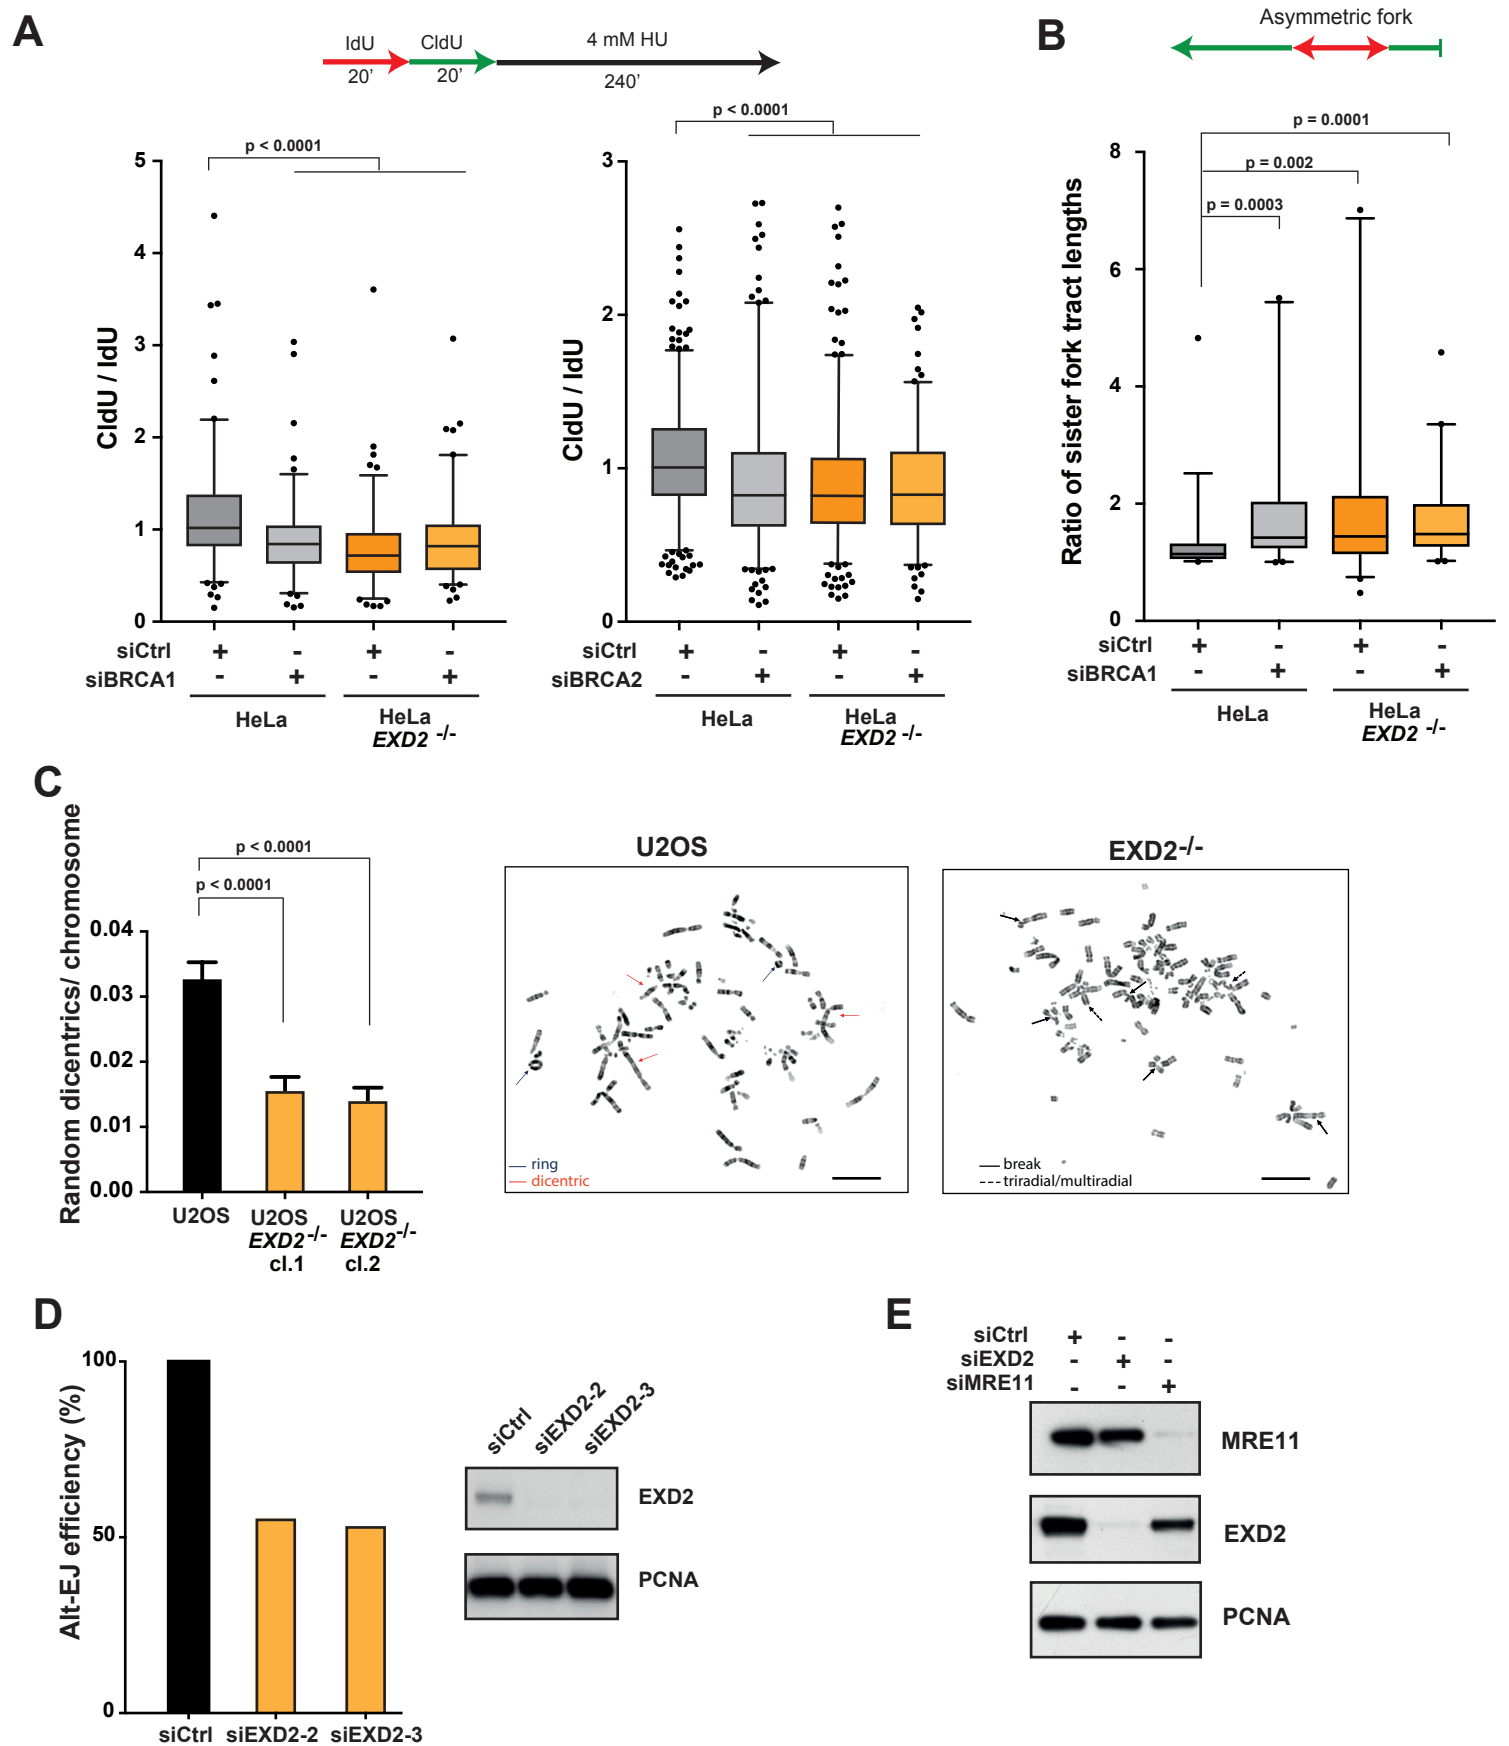 A
IdU
CldU
4 mM HU
20'
20'
240'
p < 0.0001
CldU / IdU
5
4
3
2
1
0
siCtrl + - + -
siBRCA1 - + - +
HeLa
HeLa
EXD2 -/-
p < 0.0001
CldU / IdU
3
2
1
0
siCtrl + - + -
siBRCA2 - + - +
HeLa
HeLa
EXD2 -/-
B
Asymmetric fork
p = 0.0001
p = 0.002
p = 0.0003
Ratio of sister fork tract lengths
8
6
4
2
0
siCtrl + - + -
siBRCA1 - + - +
HeLa
HeLa
EXD2 -/-
C
Random dicentrics/ chromosome
p < 0.0001
p < 0.0001
0.04
0.03
0.02
0.01
0.00
U2OS
U2OS
EXD2-/-
cl.1
U2OS
EXD2-/-
cl.2
U2OS
ring
dicentric
EXD2-/-
break
triradial/multiradial
D
Alt-EJ efficiency (%)
100
50
0
siCtrl
siEXD2-2
siEXD2-3
siCtrl
siEXD2-2
siEXD2-3
EXD2
PCNA
E
siCtrl + - -
siEXD2 - + -
siMRE11 - - +
MRE11
EXD2
PCNA